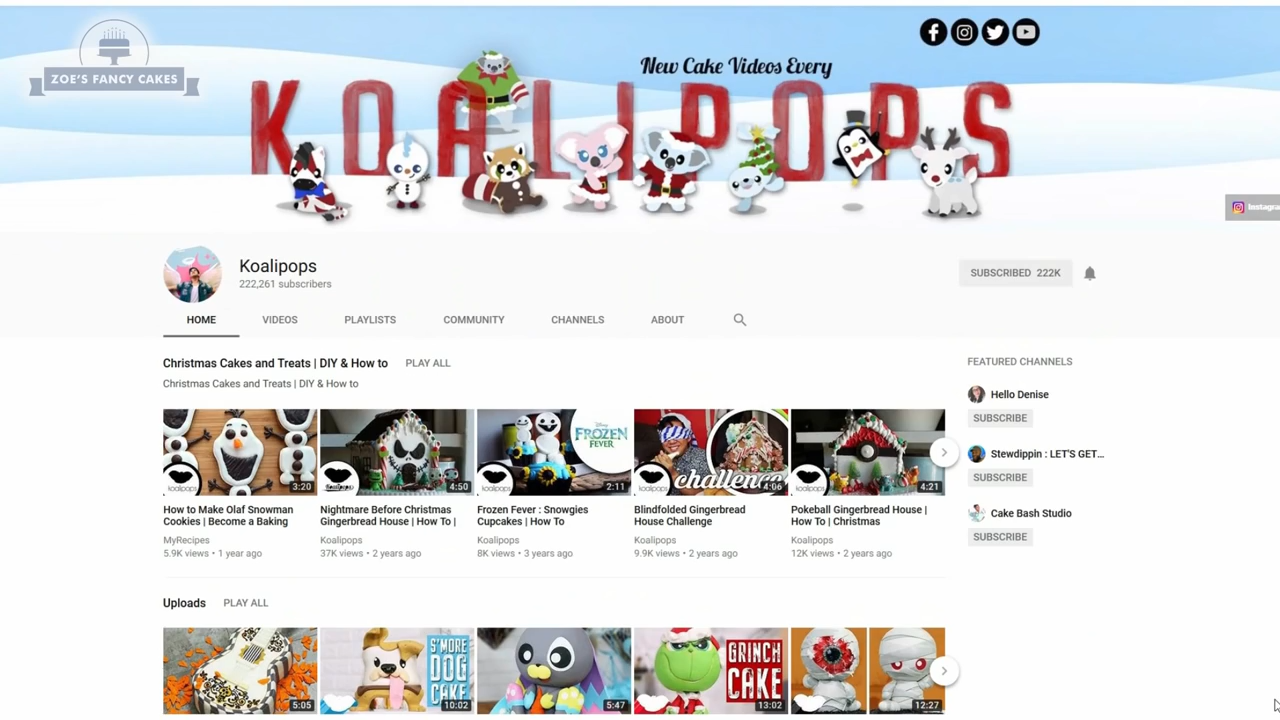 ZOE'S FANCY CAKES
New Cake Videos Every
KOALIPOPS
Koalipops
222,261 subscribers
SUBSCRIBED 222K
HOME VIDEOS PLAYLISTS COMMUNITY CHANNELS ABOUT
Christmas Cakes and Treats | DIY & How to PLAY ALL
Christmas Cakes and Treats | DIY & How to
koalipops
3:20
How to Make Olaf Snowman
Cookies | Become a Baking
MyRecipes
5.9K views • 1 year ago
koalipops
4:50
Nightmare Before Christmas
Gingerbread House | How To |
Koalipops
37K views • 2 years ago
Disney
FROZEN
FEVER
koalipops
2:11
Frozen Fever : Snowgies
Cupcakes | How To
Koalipops
8K views • 3 years ago
challenge
koalipops
4:06
Blindfolded Gingerbread
House Challenge
Koalipops
9.9K views • 2 years ago
koalipops
4:21
Pokeball Gingerbread House |
How To | Christmas
Koalipops
12K views • 2 years ago
FEATURED CHANNELS
Hello Denise
SUBSCRIBE
Stewdippin : LET'S GET...
SUBSCRIBE
Cake Bash Studio
SUBSCRIBE
Uploads PLAY ALL
5:05
S'MORE
DOG
CAKE
10:02
5:47
GRINCH
CAKE
13:02
12:27